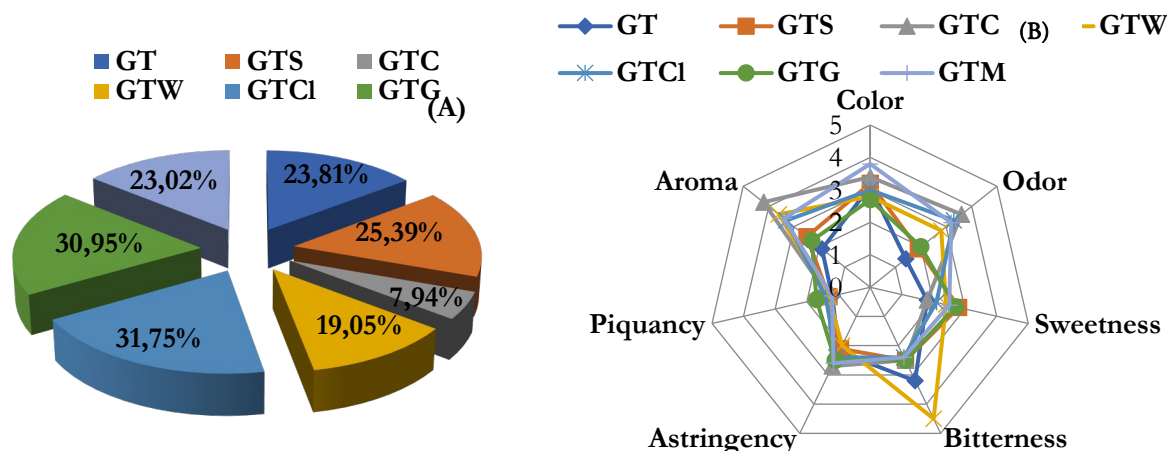 GT GTS GTC
GTW GTCl GTG
(A)
23,02% 23,81%
25,39%
30,95%
7,94%
19,05%
31,75%
GT GTS GTC (B) GTW
GTCl GTG GTM
Color
5
4
3
2
1
0
Aroma Odor
Piquancy Sweetness
Astringency Bitterness